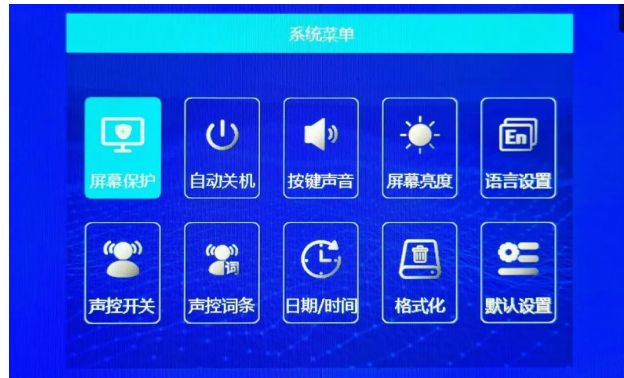 系统菜单
屏幕保护
自动关机
按键声音
屏幕亮度
En
语言设置
声控开关
词
声控词条
日期/时间
格式化
默认设置